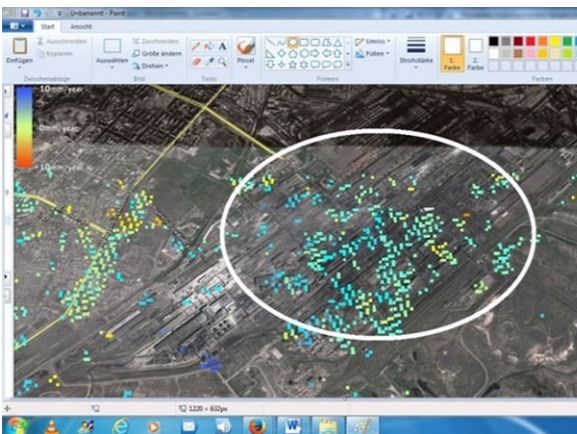 Unbenannt - Paint
Start Ansicht
Einfügen
Ausschneiden
Kopieren
Zwischenablage
Auswählen
Zuschneiden
Größe ändern
Drehen
Bild
Tools
Pinsel
Formen
Umriss
Füllen
Strichstärke
1.
Farbe
2.
Farbe
Farben
10mm/year
0mm/year
10mm/year
1220 × 632px